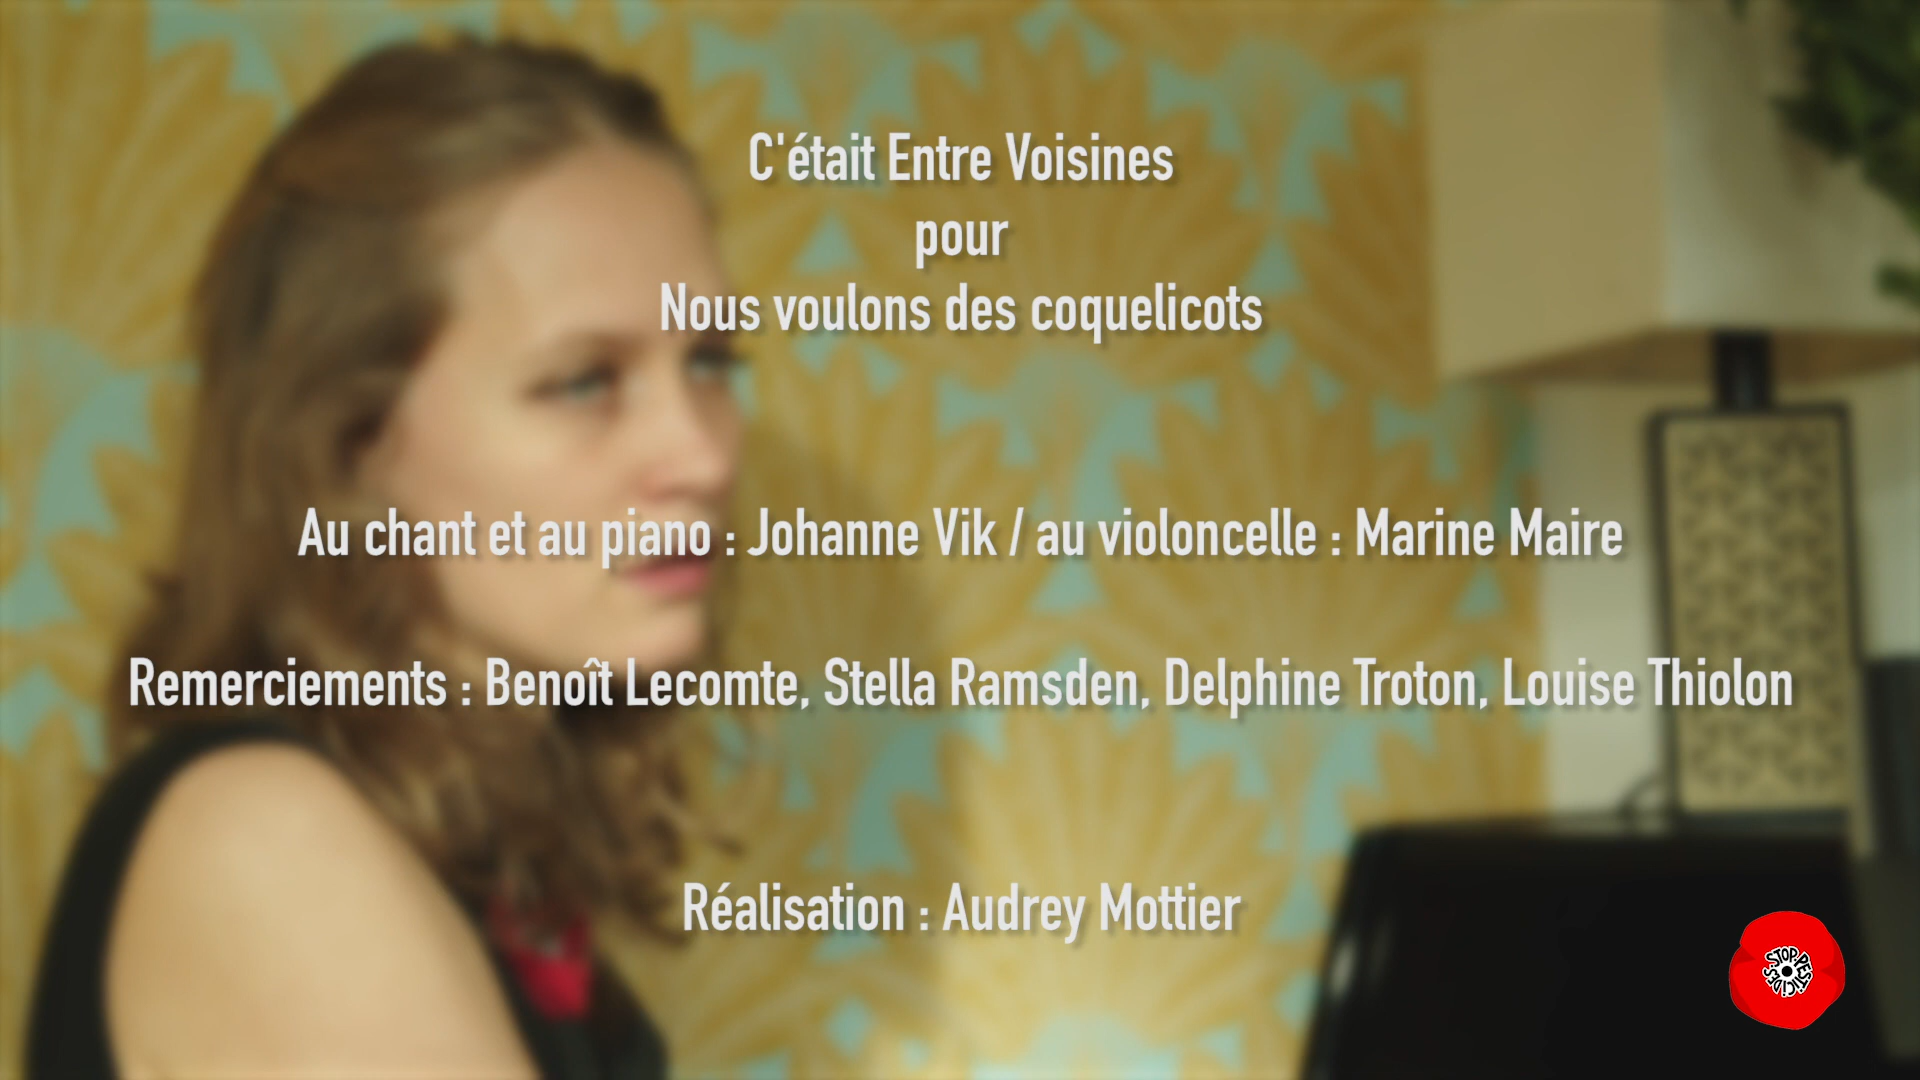 C'était Entre Voisines
pour
Nous voulons des coquelicots
Au chant et au piano : Johanne Vik / au violoncelle : Marine Maire
Remerciements : Benoît Lecomte, Stella Ramsden, Delphine Troton, Louise Thiolon
Réalisation : Audrey Mottier
STOP PESTICIDES